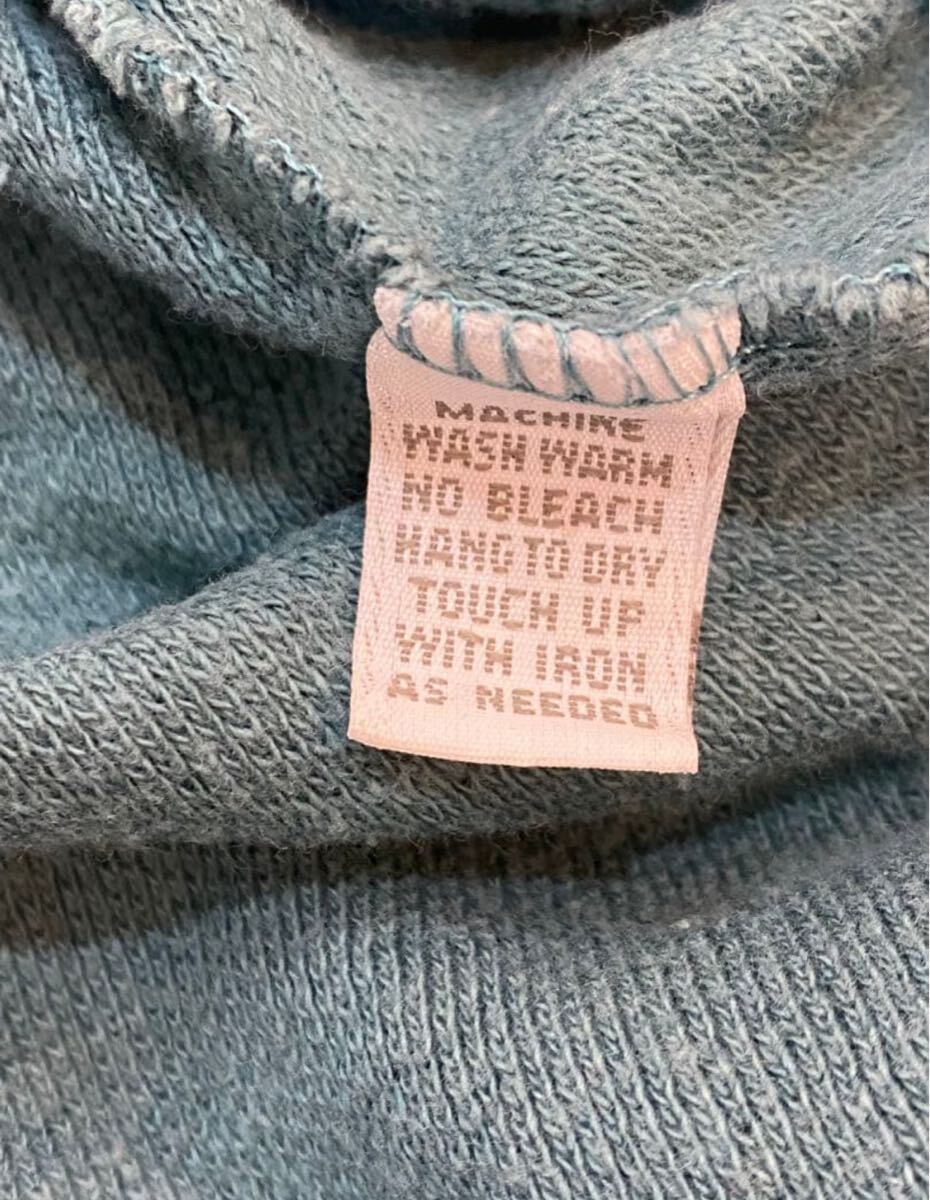 MACHINE
WASH WARM
NO BLEACH
HANG TO DRY
TOUCH UP
WITH IRON
AS NEEDED